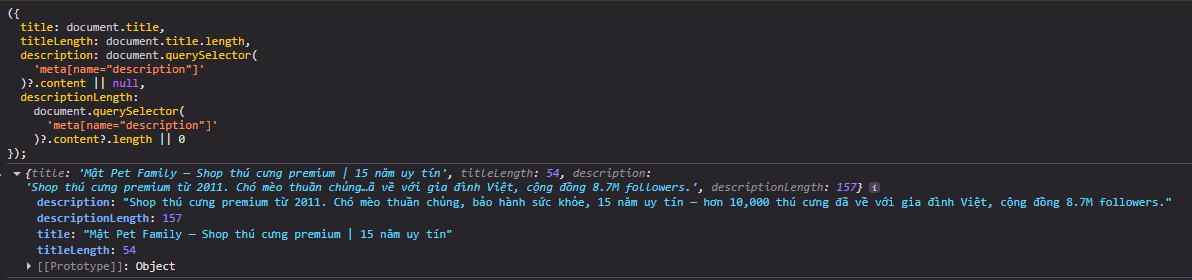 ({
  title: document.title,
  titleLength: document.title.length,
  description: document.querySelector(
    'meta[name="description"]'
  )?.content || null,
  descriptionLength:
    document.querySelector(
      'meta[name="description"]'
    )?.content?.length || 0
});
{title: 'Mật Pet Family — Shop thú cưng premium | 15 năm uy tín', titleLength: 54, description:
'Shop thú cưng premium từ 2011. Chó mèo thuần chủng…ã về với gia đình Việt, cộng đồng 8.7M followers.', descriptionLength: 157}
description: "Shop thú cưng premium từ 2011. Chó mèo thuần chủng, bảo hành sức khỏe, 15 năm uy tín — hơn 10,000 thú cưng đã về với gia đình Việt, cộng đồng 8.7M followers."
descriptionLength: 157
title: "Mật Pet Family — Shop thú cưng premium | 15 năm uy tín"
titleLength: 54
[[Prototype]]: Object